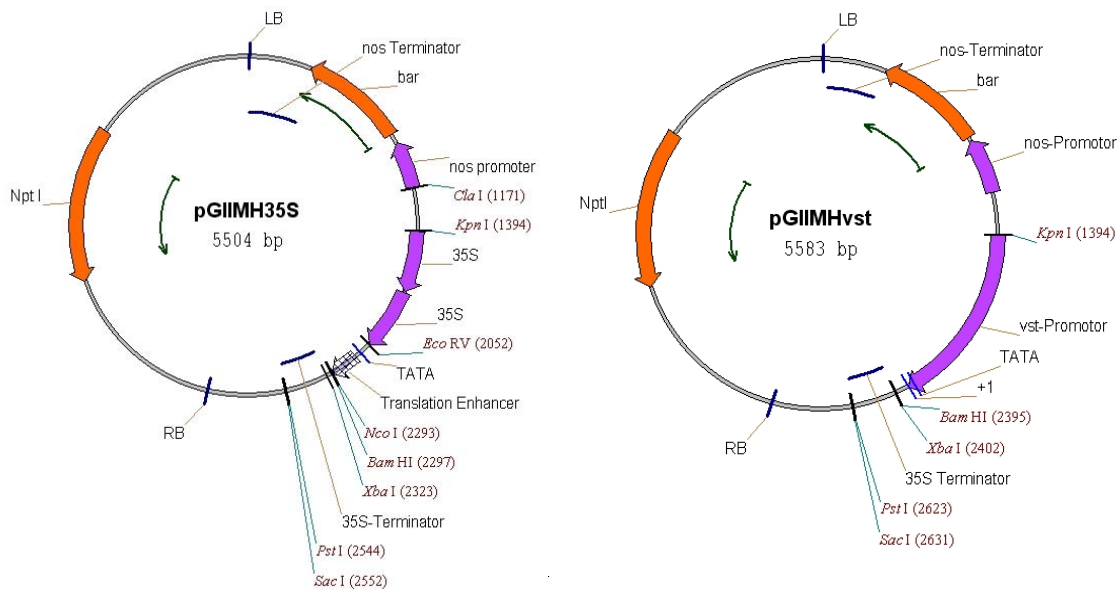 LB
nos Terminator
bar
nos promoter
Cla I (1171)
Kpn I (1394)
35S
35S
Eco RV (2052)
TATA
Translation Enhancer
Nco I (2293)
Bam HI (2297)
Xba I (2323)
35S-Terminator
Pst I (2544)
Sac I (2552)
RB
Npt I
pGIIMH35S
5504 bp
LB
nos-Terminator
bar
nos-Promotor
Kpn I (1394)
vst-Promotor
TATA
+1
Bam HI (2395)
Xba I (2402)
35S Terminator
Pst I (2623)
Sac I (2631)
RB
NptI
pGIIMHvst
5583 bp